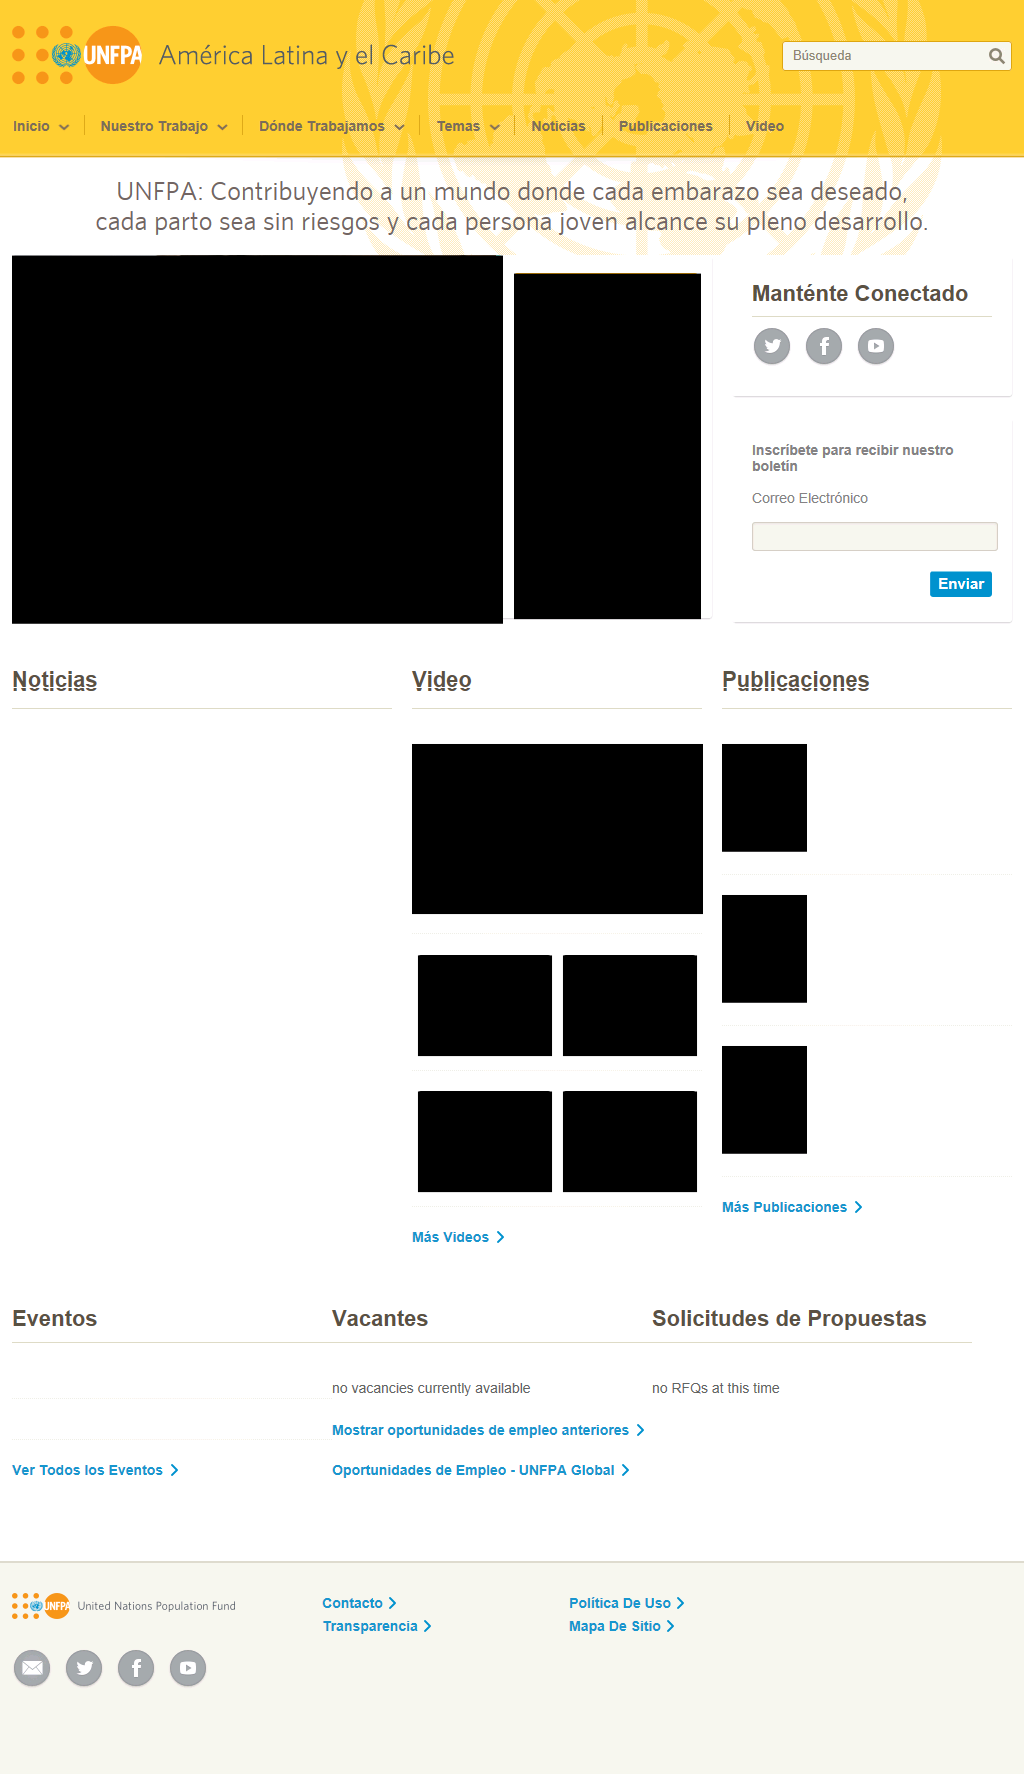 UNFPA
América Latina y el Caribe
Búsqueda
Inicio
Nuestro Trabajo
Dónde Trabajamos
Temas
Noticias
Publicaciones
Video
UNFPA: Contribuyendo a un mundo donde cada embarazo sea deseado,
cada parto sea sin riesgos y cada persona joven alcance su pleno desarrollo.
Manténte Conectado
Inscríbete para recibir nuestro
boletín
Correo Electrónico
Enviar
Noticias
Video
Publicaciones
Más Publicaciones
Más Videos
Eventos
Vacantes
Solicitudes de Propuestas
no vacancies currently available
no RFQs at this time
Mostrar oportunidades de empleo anteriores
Ver Todos los Eventos
Oportunidades de Empleo - UNFPA Global
UNFPA
United Nations Population Fund
Contacto
Política De Uso
Transparencia
Mapa De Sitio